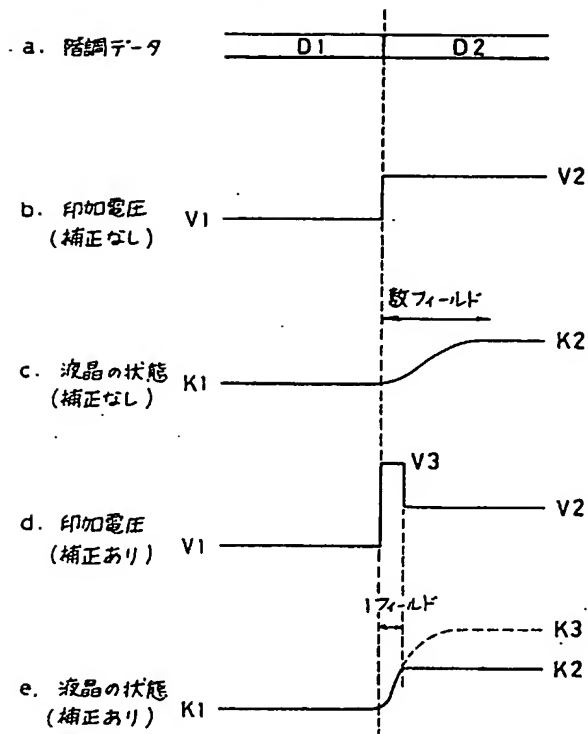 a. 階調データ D1 D2
V2
b. 印加電圧 V1
(補正なし)
数フィールド
K2
c. 液晶の状態 K1
(補正なし)
V3
V2
d. 印加電圧 V1
(補正あり)
1フィールド
K3
K2
e. 液晶の状態 K1
(補正あり)